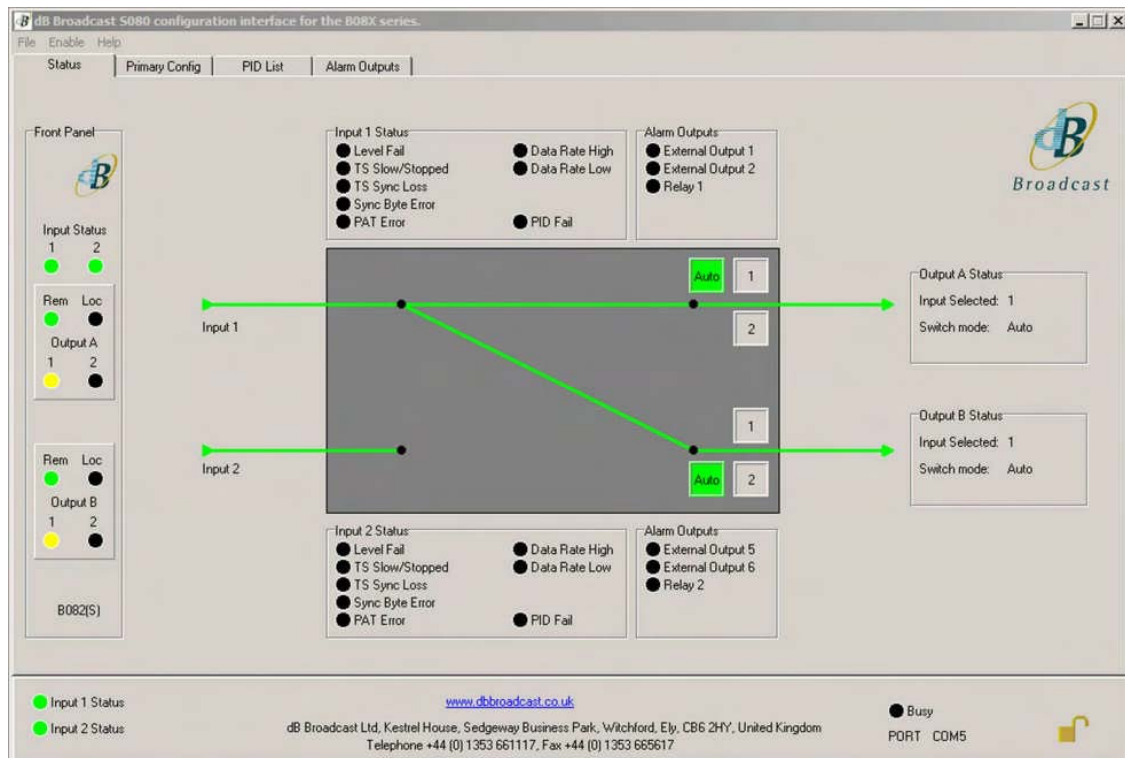 dB Broadcast S080 configuration interface for the B08X series.
File Enable Help
Status Primary Config PID List Alarm Outputs
Front Panel
dB
Input Status
1 2
Rem Loc
Output A
1 2
Rem Loc
Output B
1 2
B082(S)
Input 1 Status
Level Fail
TS Slow/Stopped
TS Sync Loss
Sync Byte Error
PAT Error
Data Rate High
Data Rate Low
PID Fail
Alarm Outputs
External Output 1
External Output 2
Relay 1
dB
Broadcast
Input 1
Input 2
Auto 1
2
1
Auto 2
Output A Status
Input Selected: 1
Switch mode: Auto
Output B Status
Input Selected: 1
Switch mode: Auto
Input 2 Status
Level Fail
TS Slow/Stopped
TS Sync Loss
Sync Byte Error
PAT Error
Data Rate High
Data Rate Low
PID Fail
Alarm Outputs
External Output 5
External Output 6
Relay 2
Input 1 Status
Input 2 Status
www.dbbroadcast.co.uk
dB Broadcast Ltd, Kestrel House, Sedgeway Business Park, Witchford, Ely, CB6 2HY, United Kingdom
Telephone +44 (0) 1353 661117, Fax +44 (0) 1353 665617
Busy
PORT COM5